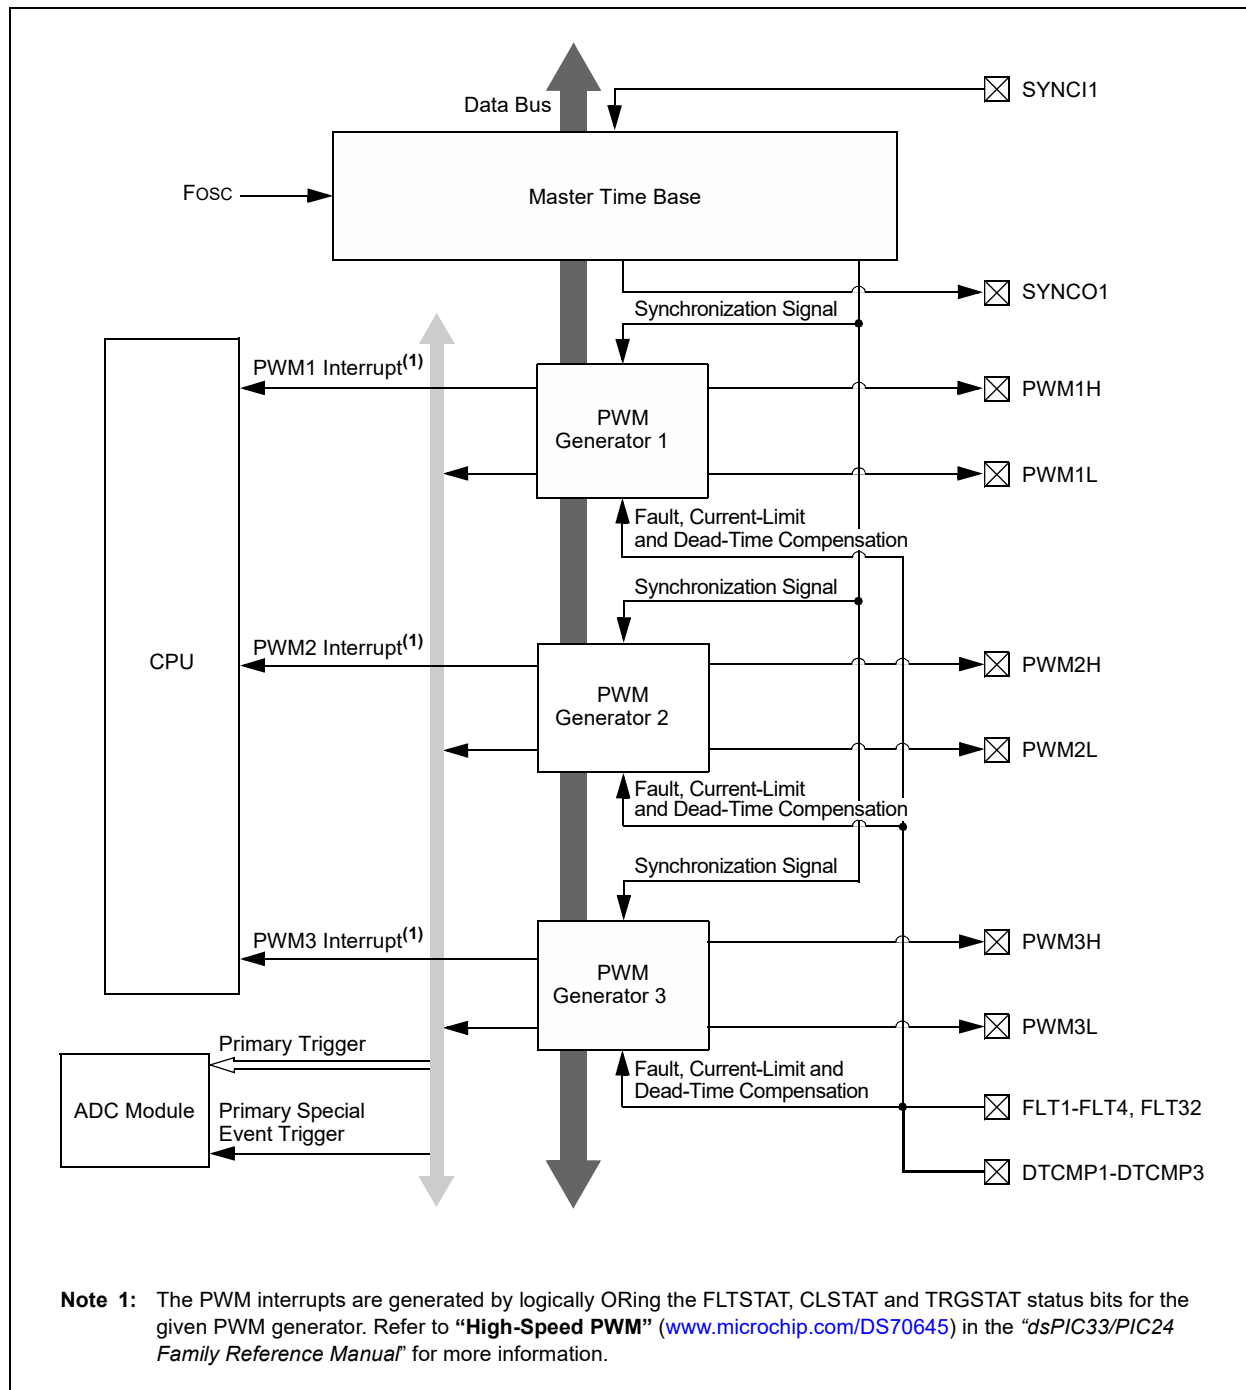 SYNCI1
Data Bus
FOSC
Master Time Base
SYNCO1
Synchronization Signal
PWM1 Interrupt(1)
PWM
Generator 1
PWM1H
PWM1L
Fault, Current-Limit
and Dead-Time Compensation
Synchronization Signal
CPU
PWM2 Interrupt(1)
PWM
Generator 2
PWM2H
PWM2L
Fault, Current-Limit
and Dead-Time Compensation
Synchronization Signal
PWM3 Interrupt(1)
PWM
Generator 3
PWM3H
PWM3L
Primary Trigger
Fault, Current-Limit and
Dead-Time Compensation
ADC Module
Primary Special
Event Trigger
FLT1-FLT4, FLT32
DTCMP1-DTCMP3
Note 1: The PWM interrupts are generated by logically ORing the FLTSTAT, CLSTAT and TRGSTAT status bits for the
given PWM generator. Refer to “High-Speed PWM” (www.microchip.com/DS70645) in the “dsPIC33/PIC24
Family Reference Manual” for more information.